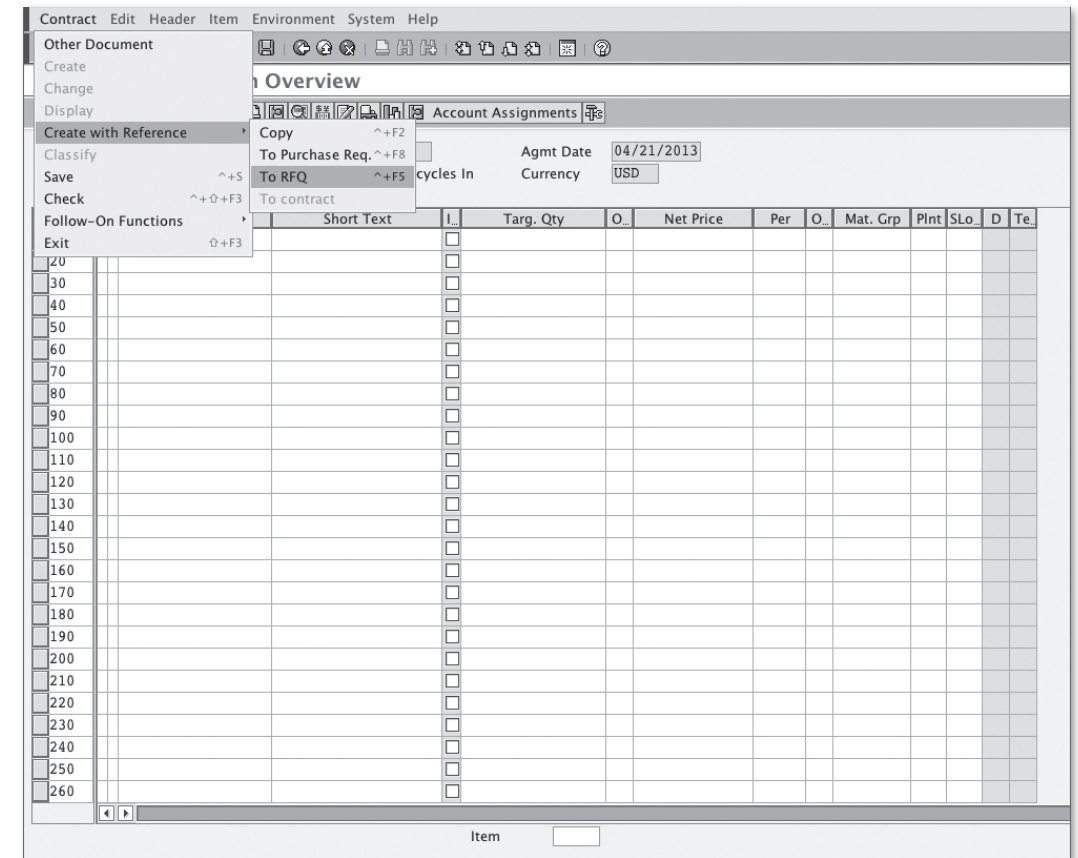 Contract Edit Header Item Environment System Help
Other Document
Create
Change
Display
Create with Reference
Classify
Save ^+S
Check ^+⇧+F3
Follow-On Functions
Exit ⇧+F3
Copy ^+F2
To Purchase Req. ^+F8
To RFQ ^+F5
To contract
Overview
Account Assignments
Agmt Date 04/21/2013
cycles In Currency USD
Short Text I... Targ. Qty O... Net Price Per O... Mat. Grp Plnt SLo... D Te...
20
30
40
50
60
70
80
90
100
110
120
130
140
150
160
170
180
190
200
210
220
230
240
250
260
Item